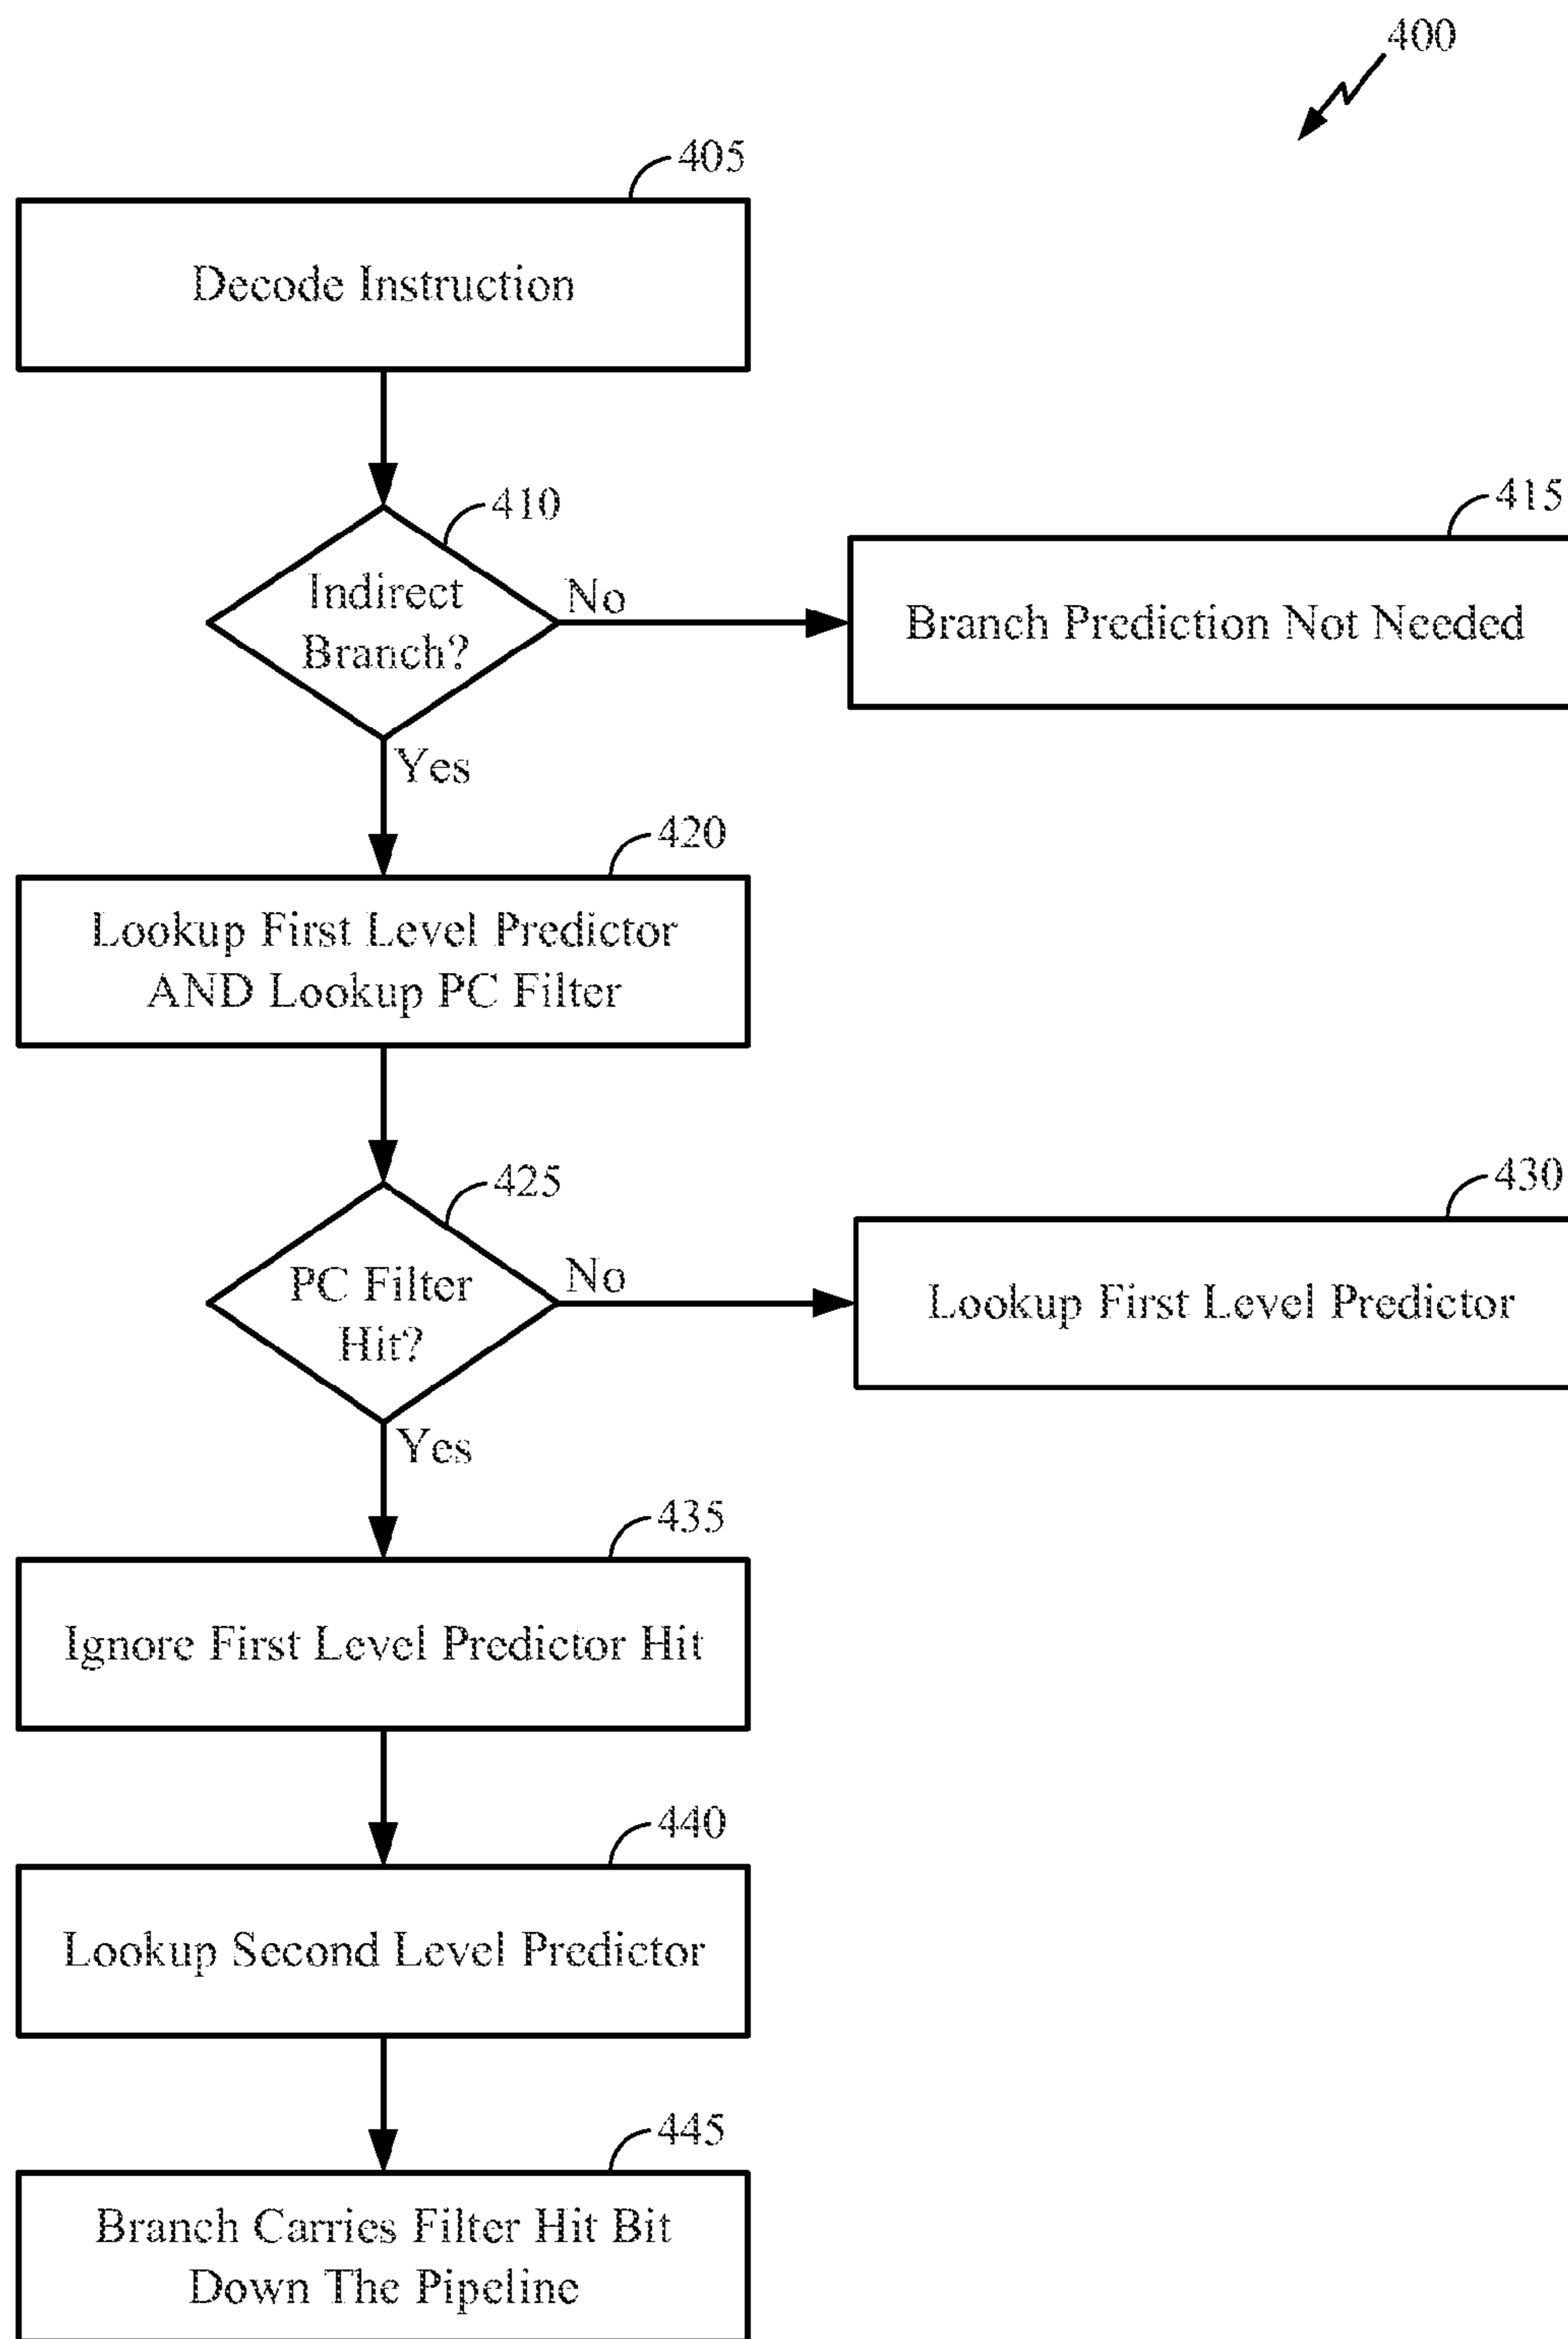 400
405
Decode Instruction
410
Indirect
Branch?
No
415
Branch Prediction Not Needed
Yes
420
Lookup First Level Predictor
AND Lookup PC Filter
425
PC Filter
Hit?
No
430
Lookup First Level Predictor
Yes
435
Ignore First Level Predictor Hit
440
Lookup Second Level Predictor
445
Branch Carries Filter Hit Bit
Down The Pipeline